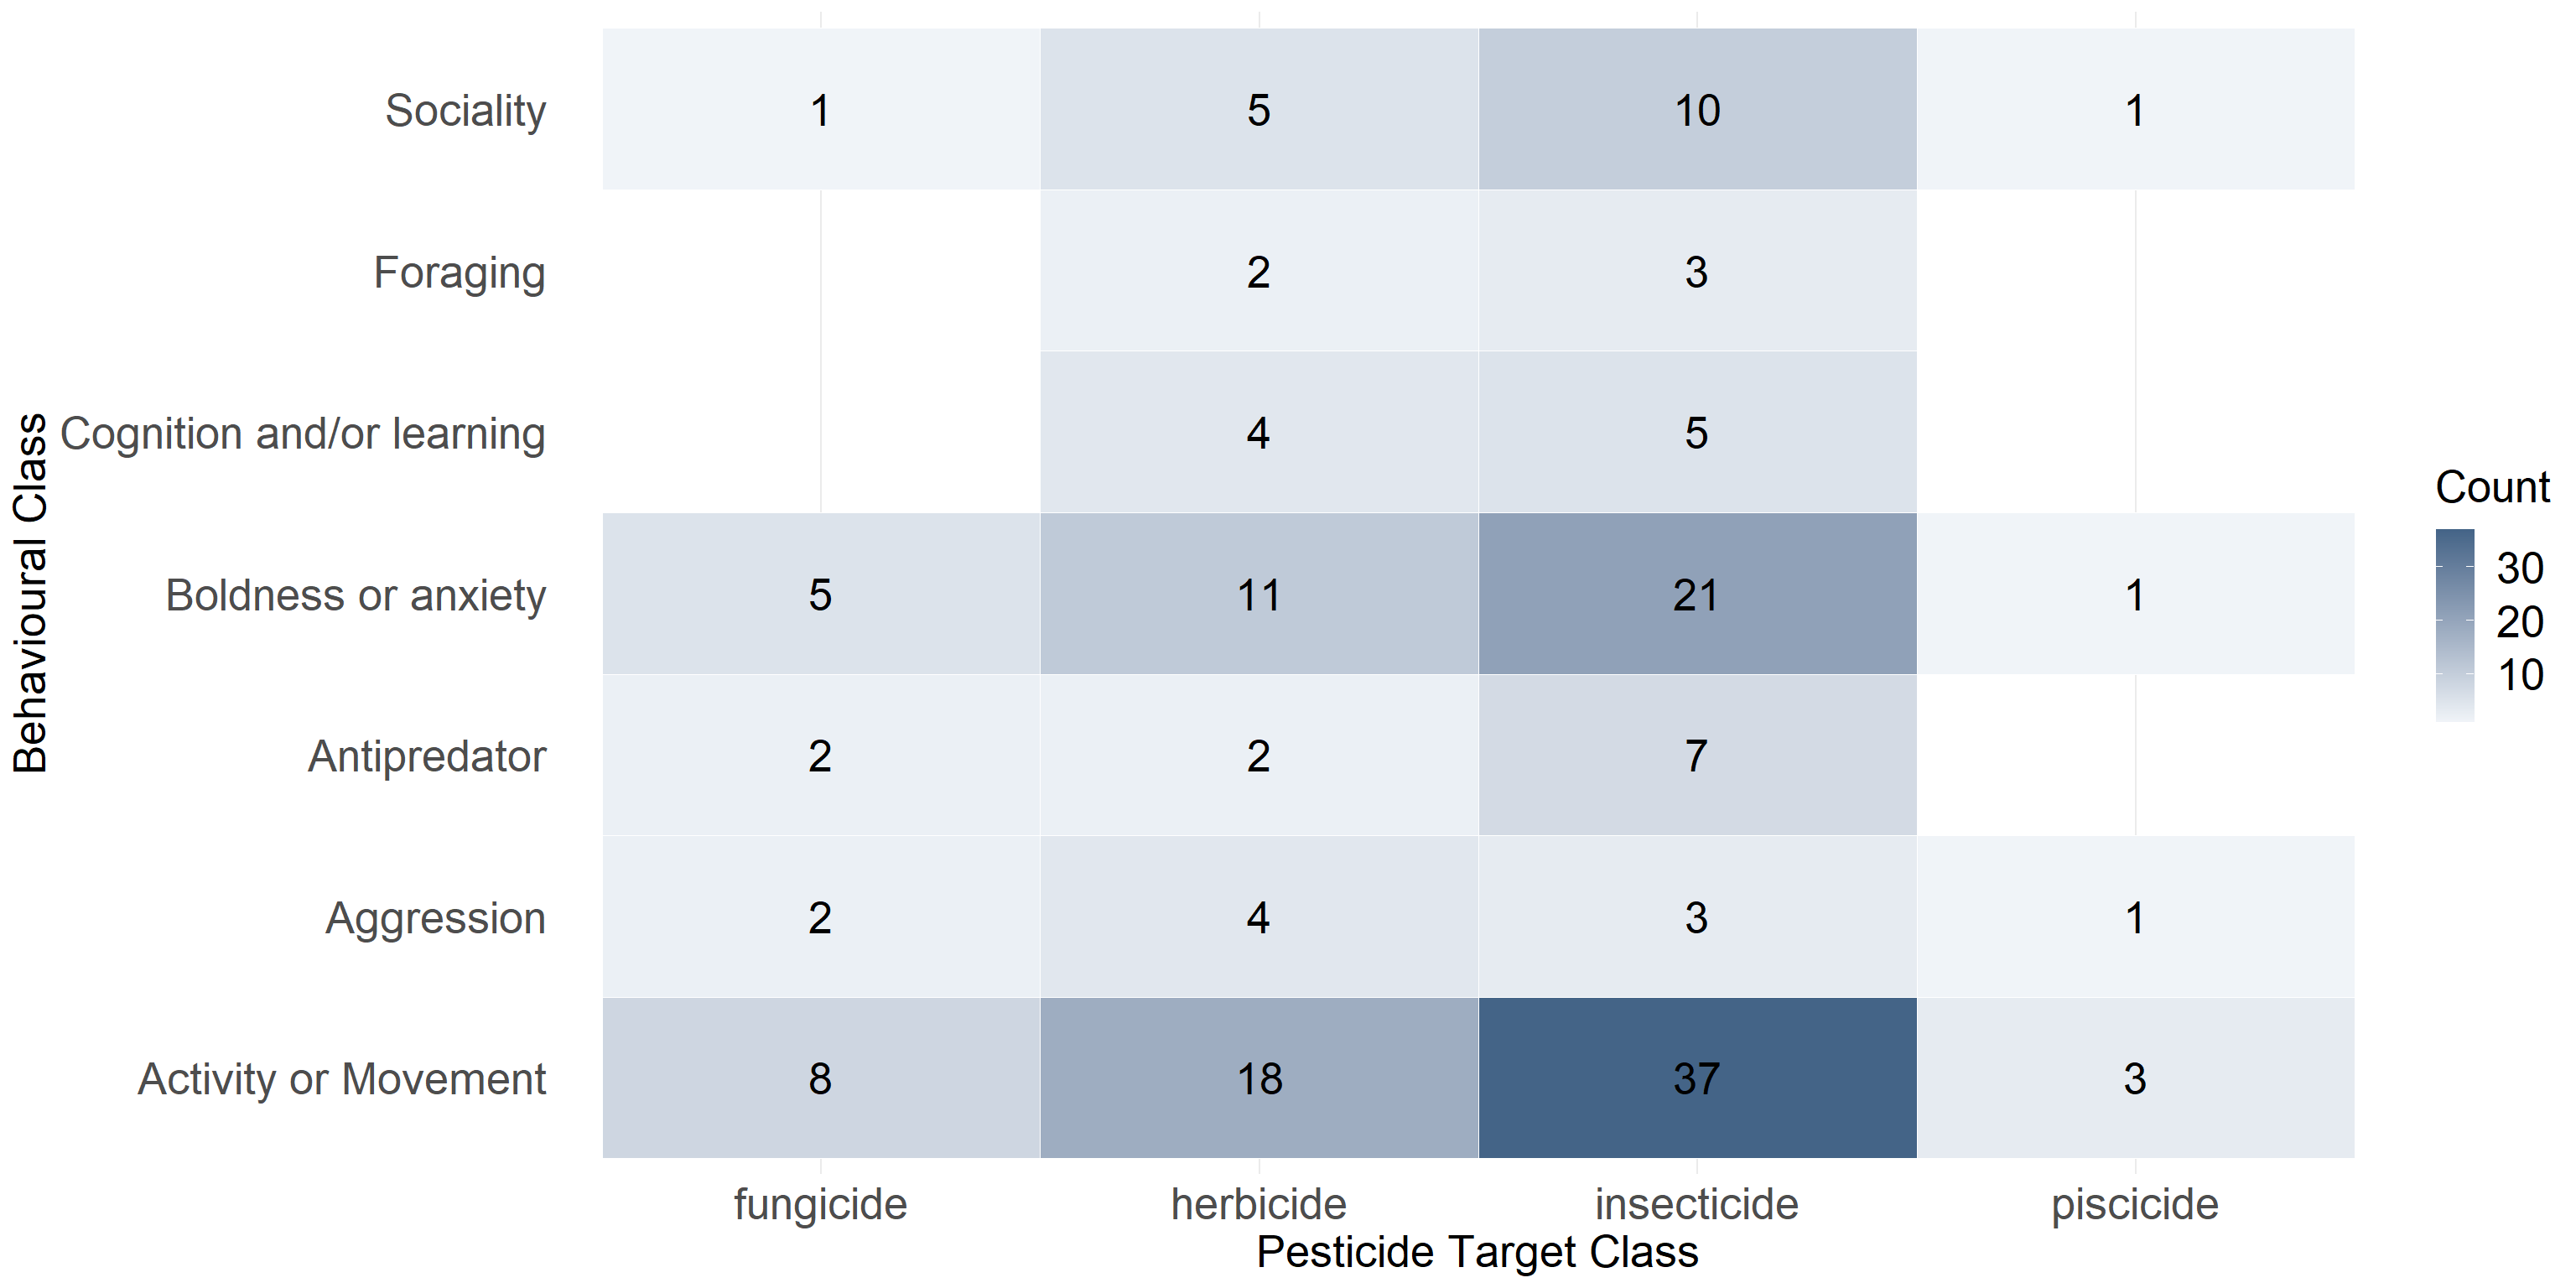 Sociality 1 5 10 1
Foraging 2 3
Cognition and/or learning 4 5
Boldness or anxiety 5 11 21 1
Antipredator 2 2 7
Aggression 2 4 3 1
Activity or Movement 8 18 37 3
fungicide herbicide insecticide piscicide
Pesticide Target Class
Behavioural Class
Count
30
20
10